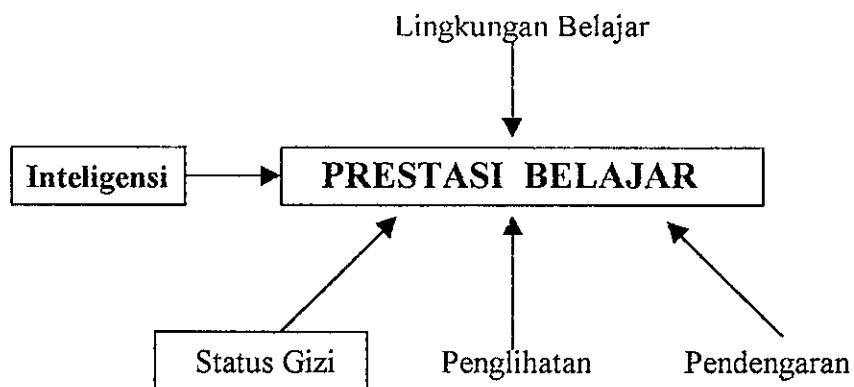 Lingkungan Belajar
Inteligensi
PRESTASI BELAJAR
Status Gizi
Penglihatan
Pendengaran